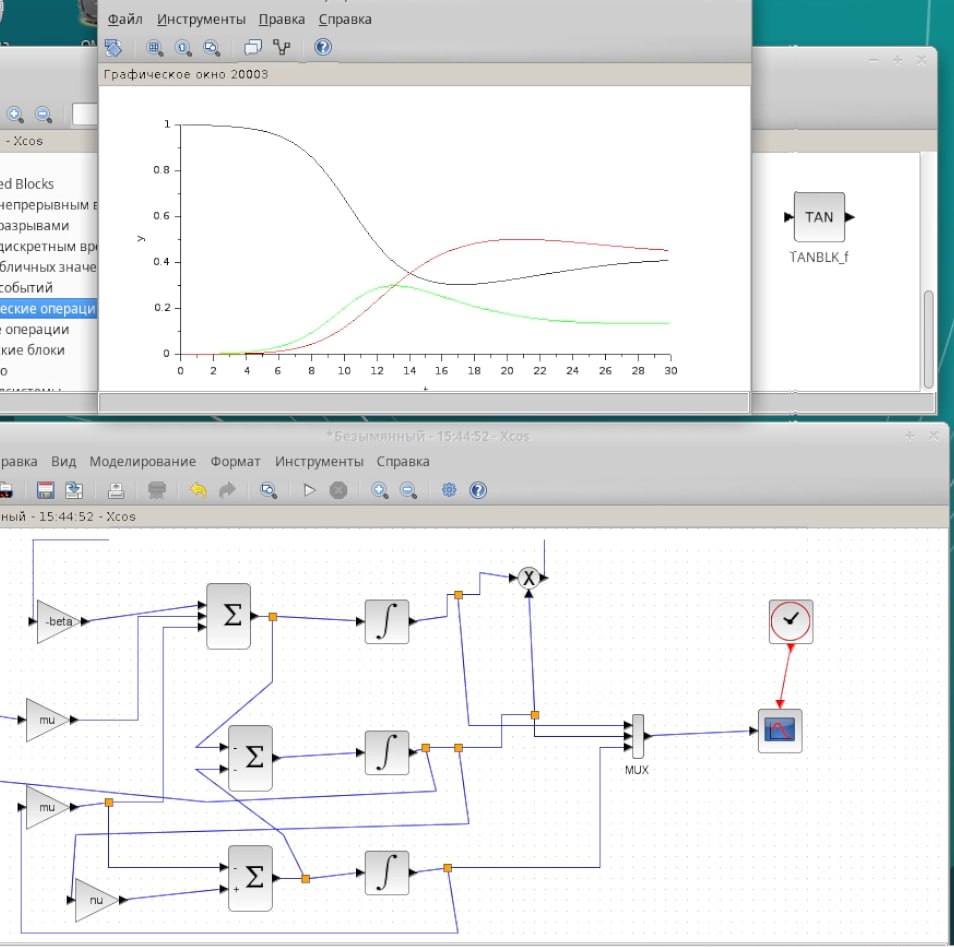 Файл Инструменты Правка Справка
Графическое окно 20003
- Xcos
ed Blocks
непрерывным в
разрывами
дискретным вре
бличных значе
событий
еские операци
е операции
кие блоки
о
дсистемы
y
1
0.8
0.6
0.4
0.2
0
0 2 4 6 8 10 12 14 16 18 20 22 24 26 28 30
t
TAN
TANBLK_f
*Безымянный - 15:44:52 - Xcos
равка Вид Моделирование Формат Инструменты Справка
ный - 15:44:52 - Xcos
-beta
Σ
∫
X
mu
-
-
Σ
∫
MUX
mu
-
+
Σ
∫
nu